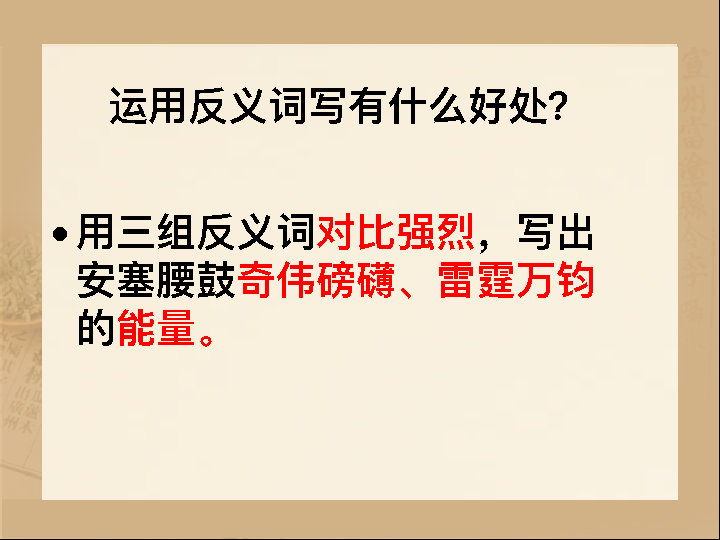 运用反义词写有什么好处？
•用三组反义词对比强烈，写出
安塞腰鼓奇伟磅礴、雷霆万钧
的能量。